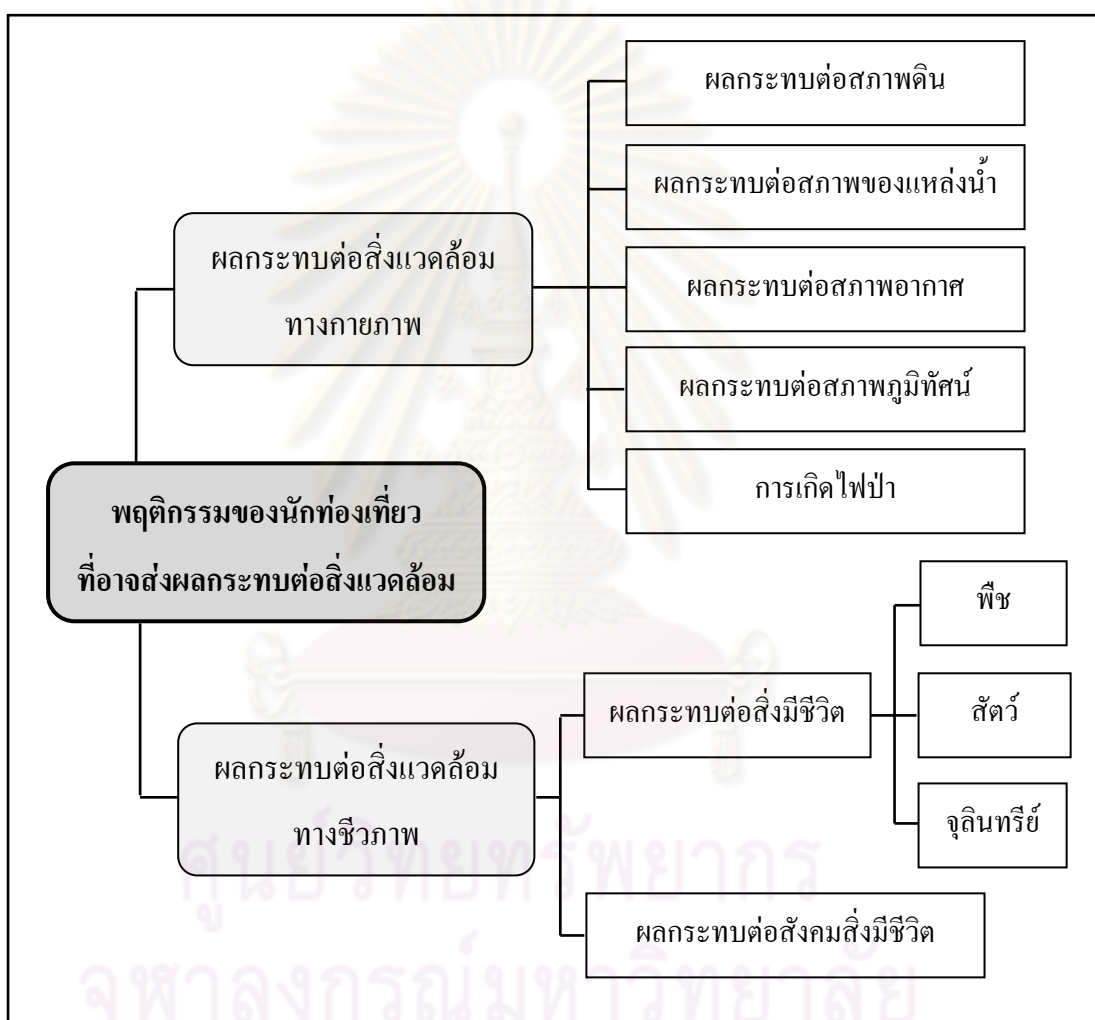 ผลกระทบต่อสภาพดิน
ผลกระทบต่อสภาพของแหล่งน้ำ
ผลกระทบต่อสิ่งแวดล้อม
ทางกายภาพ
ผลกระทบต่อสภาพอากาศ
ผลกระทบต่อสภาพภูมิทัศน์
การเกิดไฟป่า
พฤติกรรมของนักท่องเที่ยว
ที่อาจส่งผลกระทบต่อสิ่งแวดล้อม
พืช
ผลกระทบต่อสิ่งมีชีวิต
สัตว์
ผลกระทบต่อสิ่งแวดล้อม
ทางชีวภาพ
จุลินทรีย์
ผลกระทบต่อสังคมสิ่งมีชีวิต
ศูนย์วิทยทรัพยากร
จุฬาลงกรณ์มหาวิทยาลัย